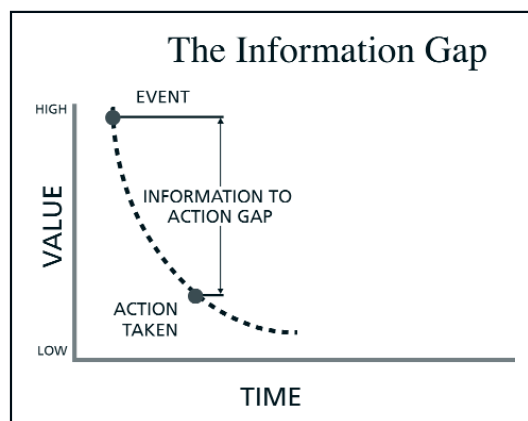 The Information Gap
EVENT
HIGH
INFORMATION TO
ACTION GAP
VALUE
ACTION
TAKEN
LOW
TIME